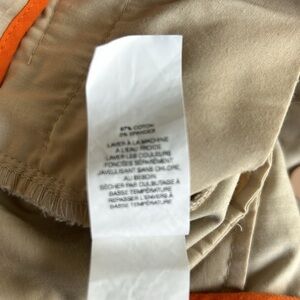 97% COTON
3% SPANDEX
LAVER À LA MACHINE
À L'EAU FROIDE
LAVER LES COULEURS
FONCÉES SÉPARÉMENT
JAVELLISANT SANS CHLORE,
AU BESOIN
SÉCHER PAR CULBUTAGE À
BASSE TEMPÉRATURE
REPASSER L'ENVERS À
BASSE TEMPÉRATURE